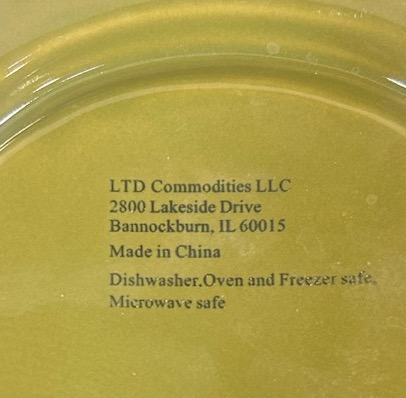 LTD Commodities LLC
2800 Lakeside Drive
Bannockburn, IL 60015
Made in China
Dishwasher.Oven and Freezer safe.
Microwave safe